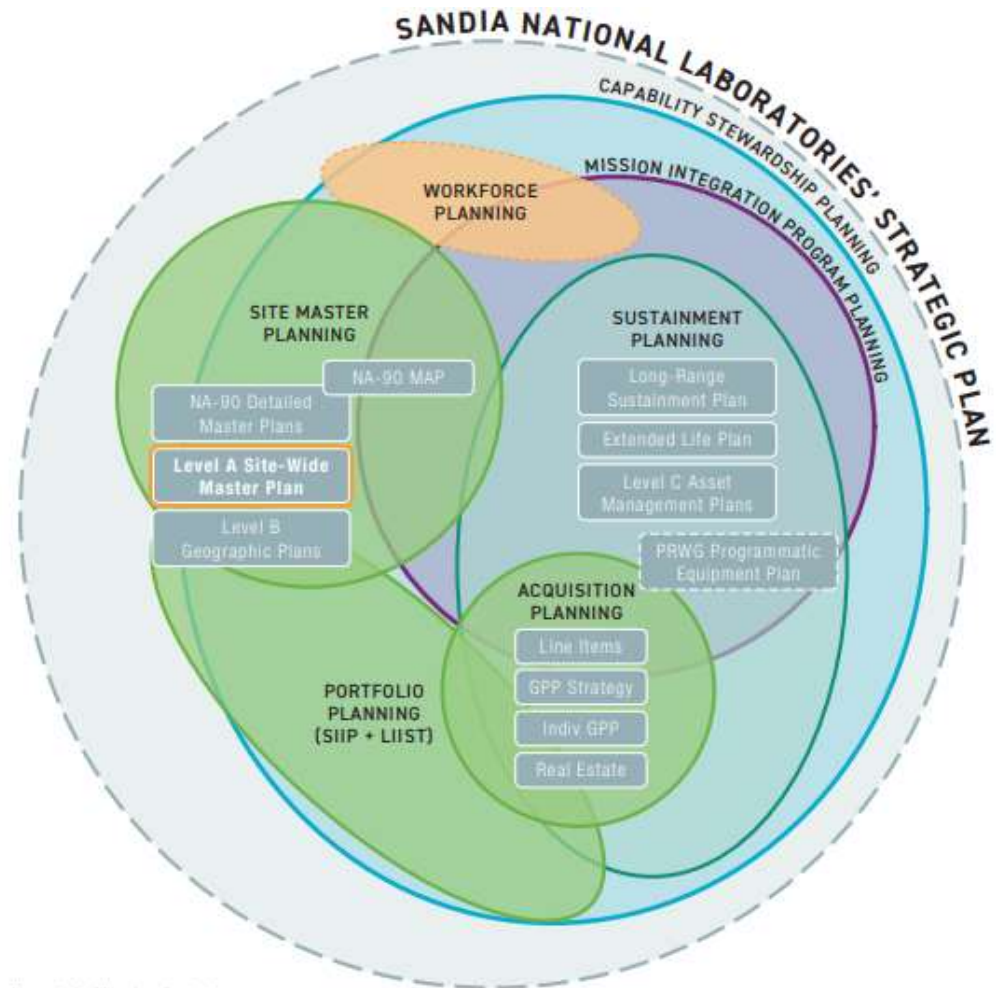 SANDIA NATIONAL LABORATORIES' STRATEGIC PLAN
CAPABILITY STEWARDSHIP PLANNING
MISSION INTEGRATION PROGRAM PLANNING
WORKFORCE
PLANNING
SITE MASTER
PLANNING
NA-90 MAP
NA-90 Detailed
Master Plans
Level A Site-Wide
Master Plan
Level B
Geographic Plans
SUSTAINMENT
PLANNING
Long-Range
Sustainment Plan
Extended Life Plan
Level C Asset
Management Plans
PRWG Programmatic
Equipment Plan
ACQUISITION
PLANNING
Line Items
GPP Strategy
Indiv GPP
Real Estate
PORTFOLIO
PLANNING
(SIIP + LIIST)